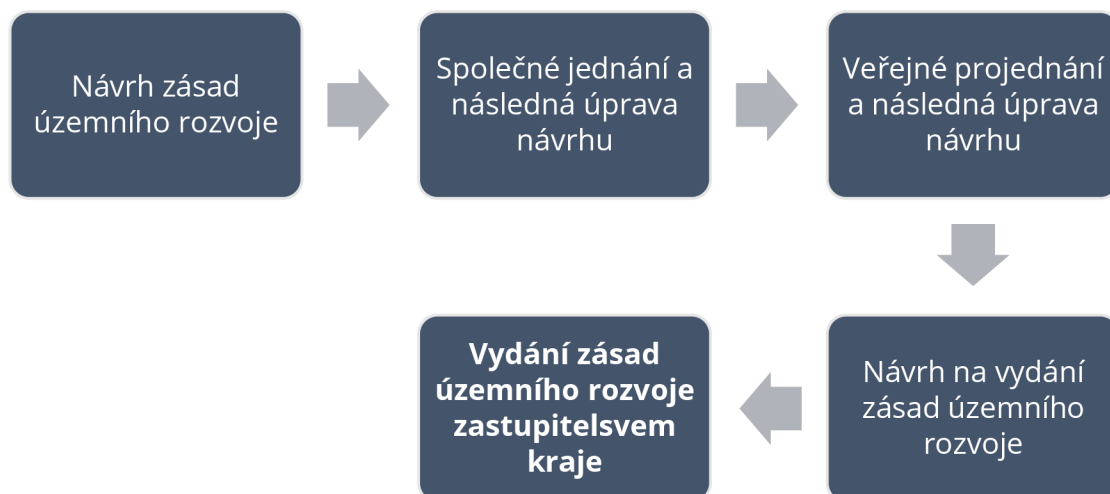 Návrh zásad
územního rozvoje
Společné jednání a
následná úprava
návrhu
Veřejné projednání
a následná úprava
návrhu
Návrh na vydání
zásad územního
rozvoje
Vydání zásad
územního rozvoje
zastupitelsvem
kraje